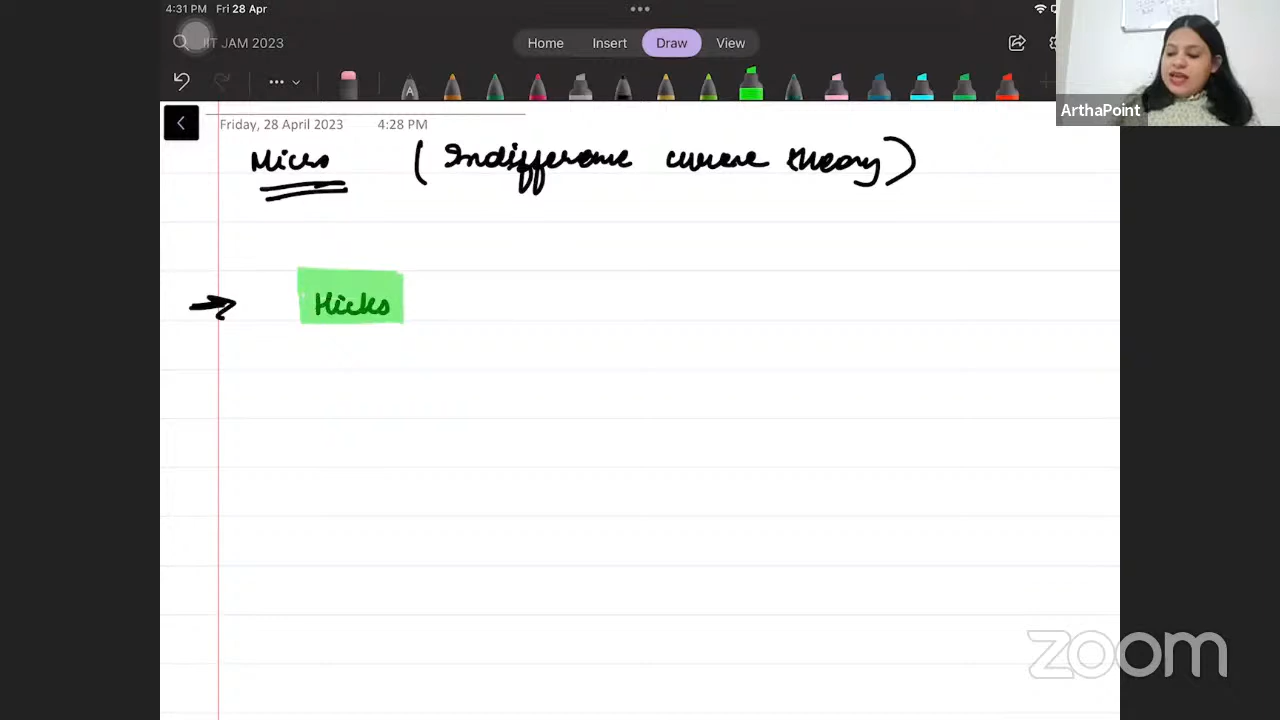 4:31 PM Fri 28 Apr
IIT JAM 2023
Home Insert Draw View
A
ArthaPoint
Friday, 28 April 2023 4:28 PM
Micro (Indifference curve theory)
Hicks
zoom